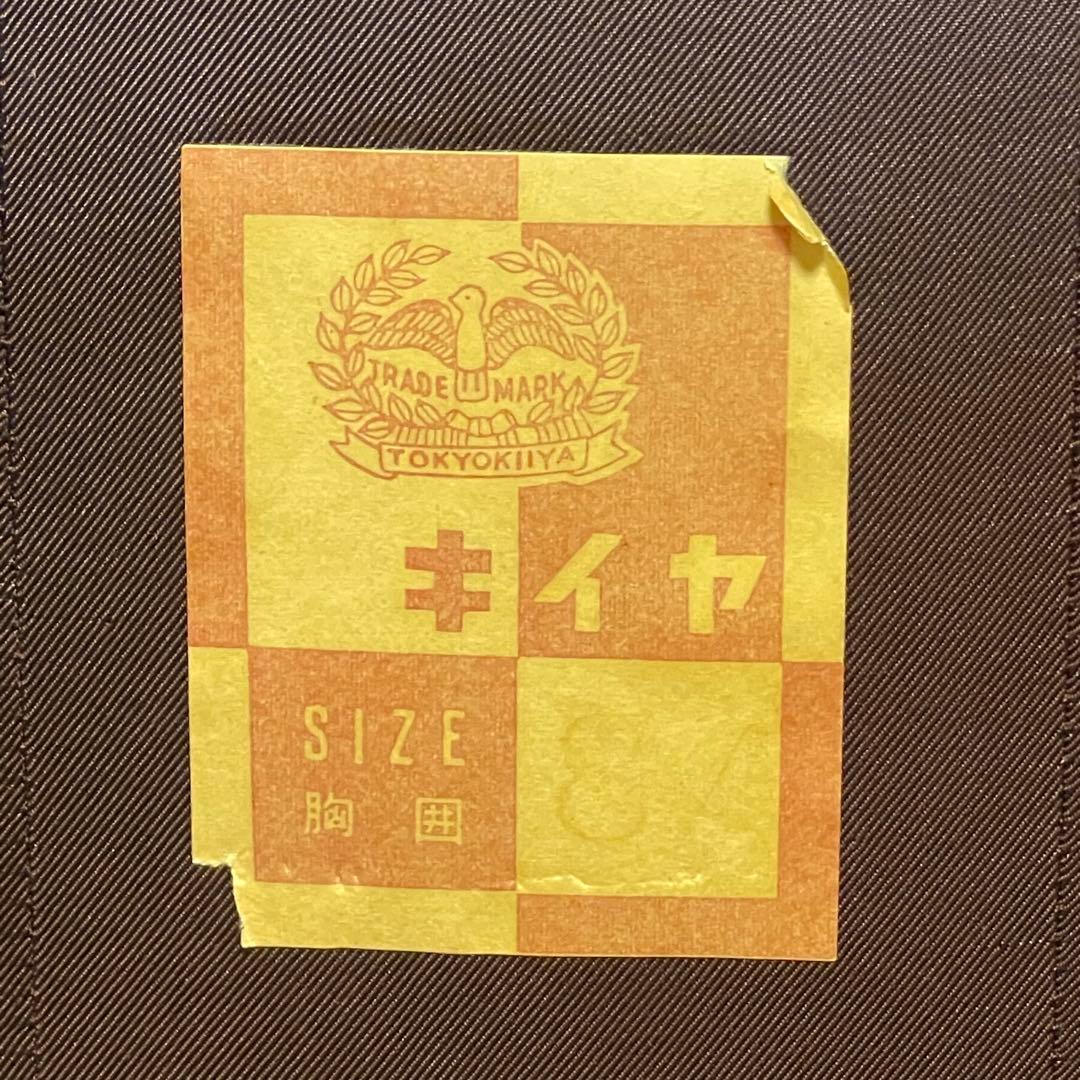 TRADE MARK
TOKYOKIIYA
キイヤ
SIZE
胸囲